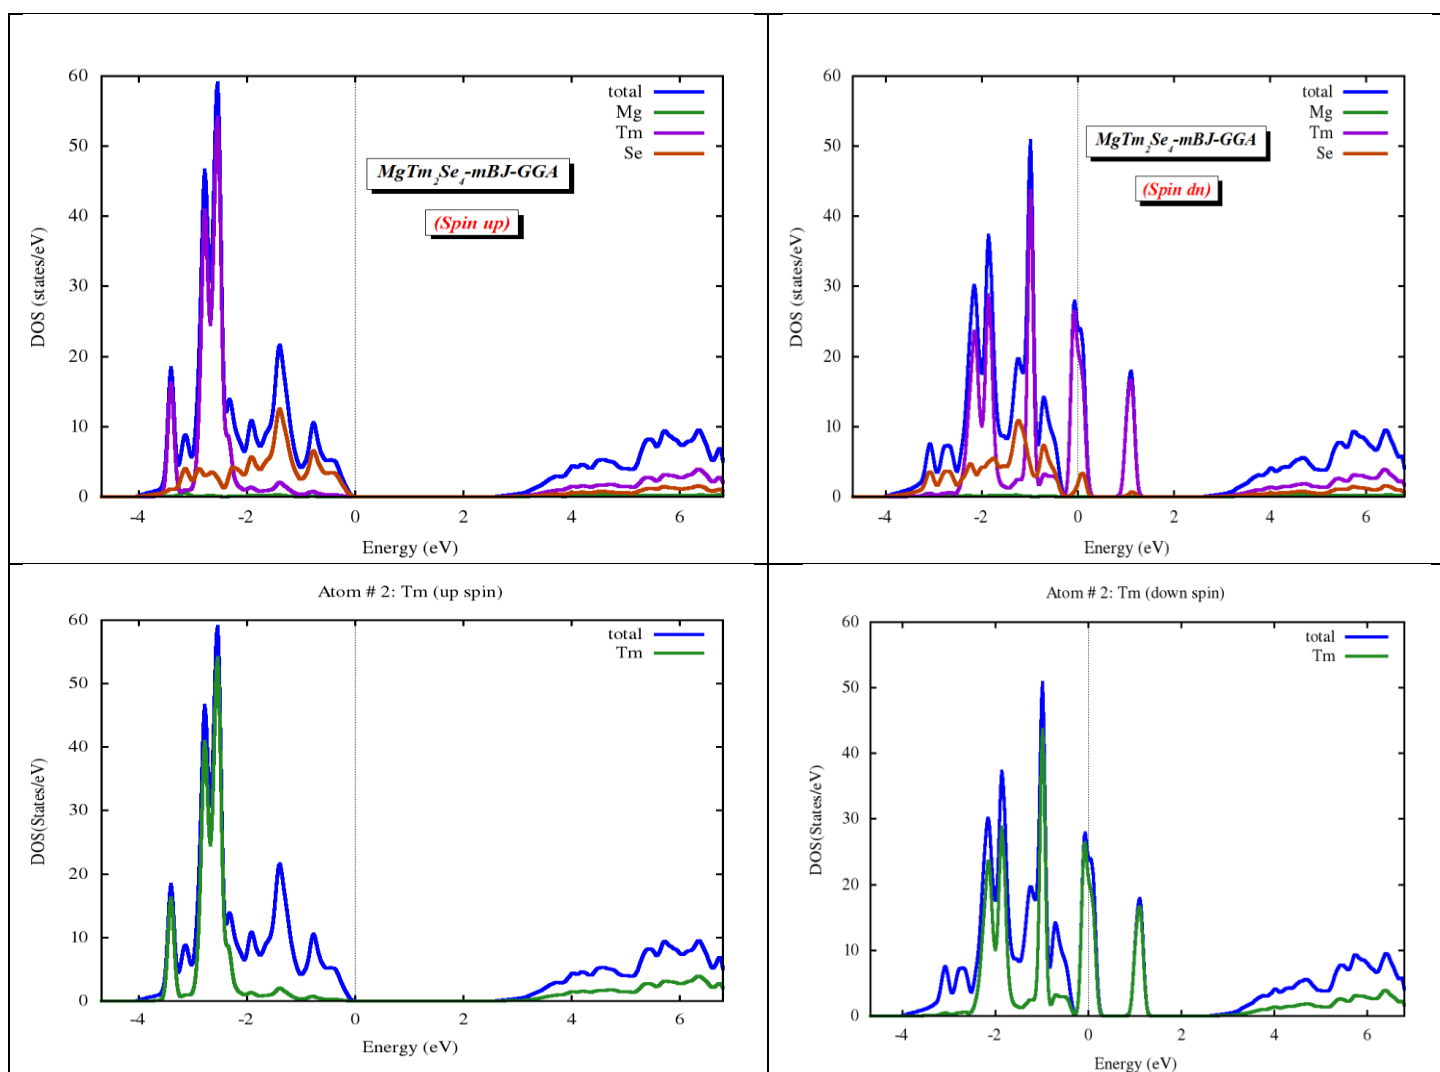 60
50
40
30
20
10
0
DOS (states/eV)
total
Mg
Tm
Se
MgTm2Se4-mBJ-GGA
(Spin up)
-4
-2
0
2
4
6
Energy (eV)
60
50
40
30
20
10
0
DOS (states/eV)
total
Mg
Tm
Se
MgTm2Se4-mBJ-GGA
(Spin dn)
-4
-2
0
2
4
6
Energy (eV)
Atom # 2: Tm (up spin)
60
50
40
30
20
10
0
DOS(States/eV)
total
Tm
-4
-2
0
2
4
6
Energy (eV)
Atom # 2: Tm (down spin)
60
50
40
30
20
10
0
DOS(States/eV)
total
Tm
-4
-2
0
2
4
6
Energy (eV)